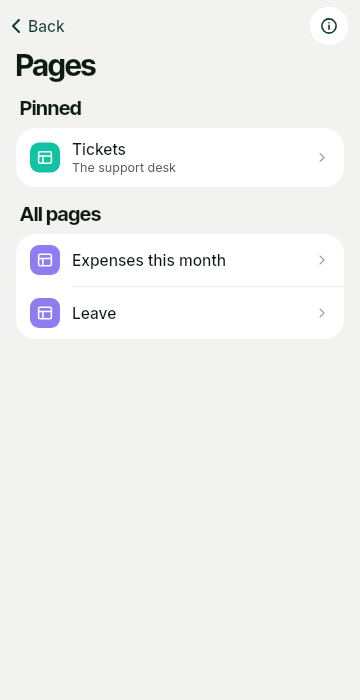 Back
Pages
Pinned
Tickets
The support desk
All pages
Expenses this month
Leave